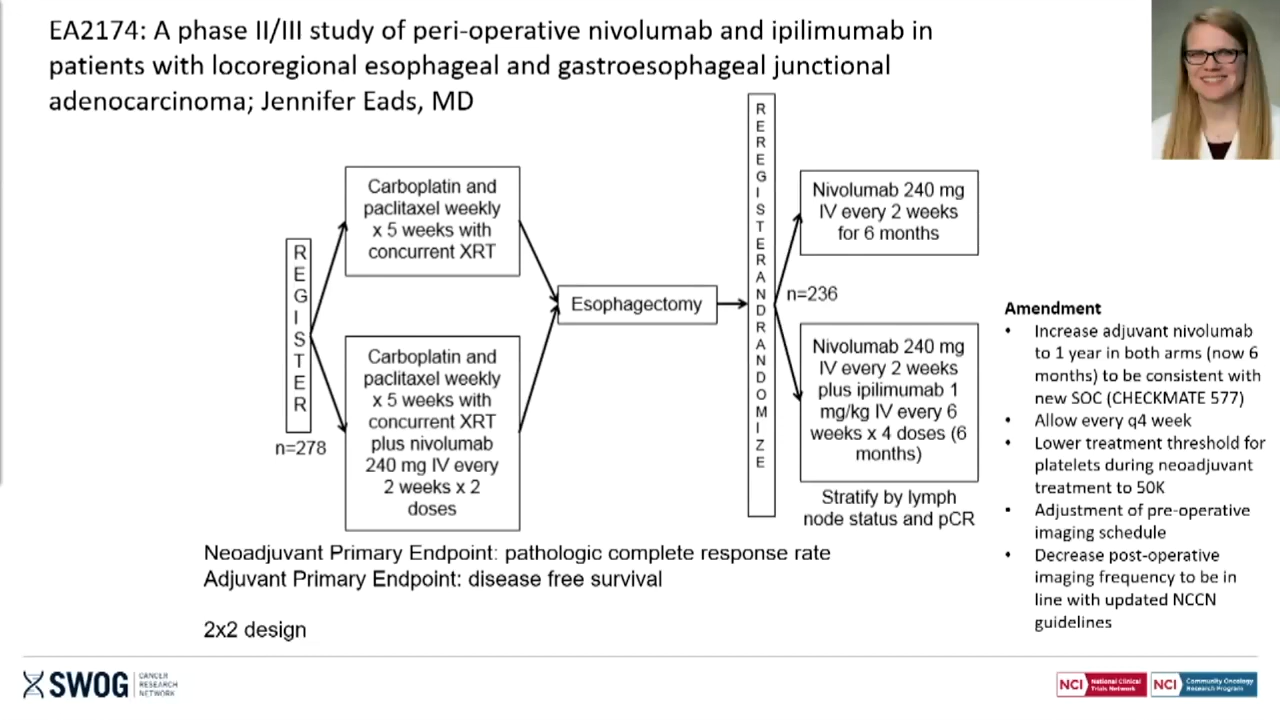 EA2174: A phase II/III study of peri-operative nivolumab and ipilimumab in
patients with locoregional esophageal and gastroesophageal junctional
adenocarcinoma; Jennifer Eads, MD
REGISTER
n=278
Carboplatin and
paclitaxel weekly
x 5 weeks with
concurrent XRT
Carboplatin and
paclitaxel weekly
x 5 weeks with
concurrent XRT
plus nivolumab
240 mg IV every
2 weeks x 2
doses
Esophagectomy
REREGISTERANDRANDOMIZE
n=236
Nivolumab 240 mg
IV every 2 weeks
for 6 months
Nivolumab 240 mg
IV every 2 weeks
plus ipilimumab 1
mg/kg IV every 6
weeks x 4 doses (6
months)
Stratify by lymph
node status and pCR
Amendment
• Increase adjuvant nivolumab
to 1 year in both arms (now 6
months) to be consistent with
new SOC (CHECKMATE 577)
• Allow every q4 week
• Lower treatment threshold for
platelets during neoadjuvant
treatment to 50K
• Adjustment of pre-operative
imaging schedule
• Decrease post-operative
imaging frequency to be in
line with updated NCCN
guidelines
Neoadjuvant Primary Endpoint: pathologic complete response rate
Adjuvant Primary Endpoint: disease free survival
2x2 design
SWOG
CANCER
RESEARCH
NETWORK
NCI
National Clinical
Trials Network
NCI
Community Oncology
Research Program